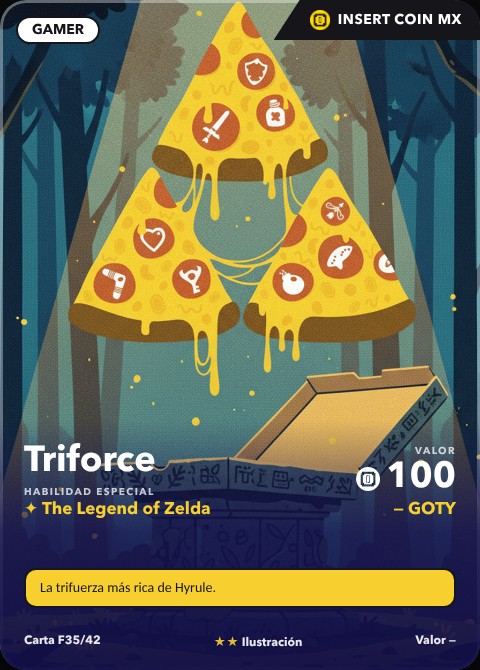 GAMER
INSERT COIN MX
Triforce
VALOR
100
HABILIDAD ESPECIAL
✦ The Legend of Zelda
– GOTY
La trifuerza más rica de Hyrule.
Carta F35/42
★★ Ilustración
Valor –